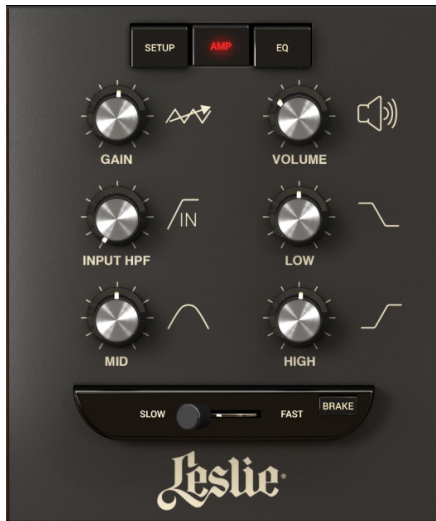 SETUP
AMP
EQ
GAIN
VOLUME
IN
INPUT HPF
LOW
MID
HIGH
SLOW
FAST
BRAKE
Leslie